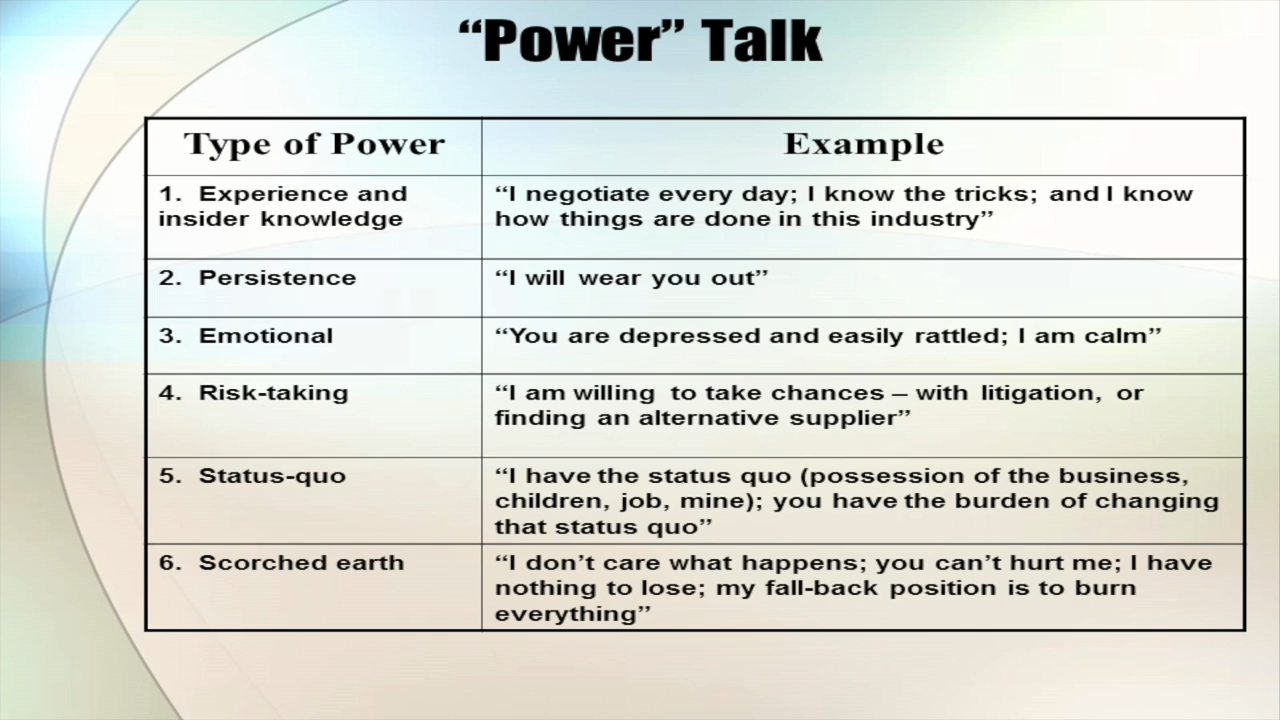 “Power” Talk
Type of Power
Example
1. Experience and
insider knowledge
“I negotiate every day; I know the tricks; and I know
how things are done in this industry”
2. Persistence
“I will wear you out”
3. Emotional
“You are depressed and easily rattled; I am calm”
4. Risk-taking
“I am willing to take chances – with litigation, or
finding an alternative supplier”
5. Status-quo
“I have the status quo (possession of the business,
children, job, mine); you have the burden of changing
that status quo”
6. Scorched earth
“I don’t care what happens; you can’t hurt me; I have
nothing to lose; my fall-back position is to burn
everything”